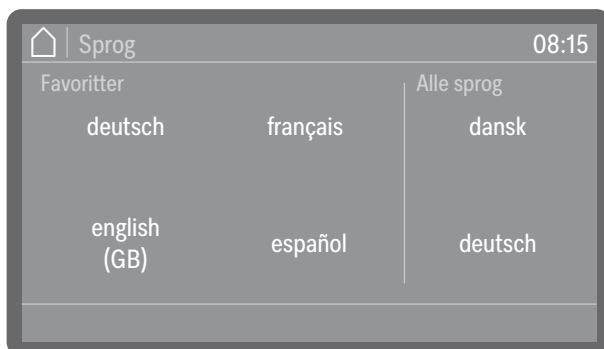 Sprog
08:15
Favoritter
Alle sprog
deutsch
français
dansk
english
(GB)
español
deutsch